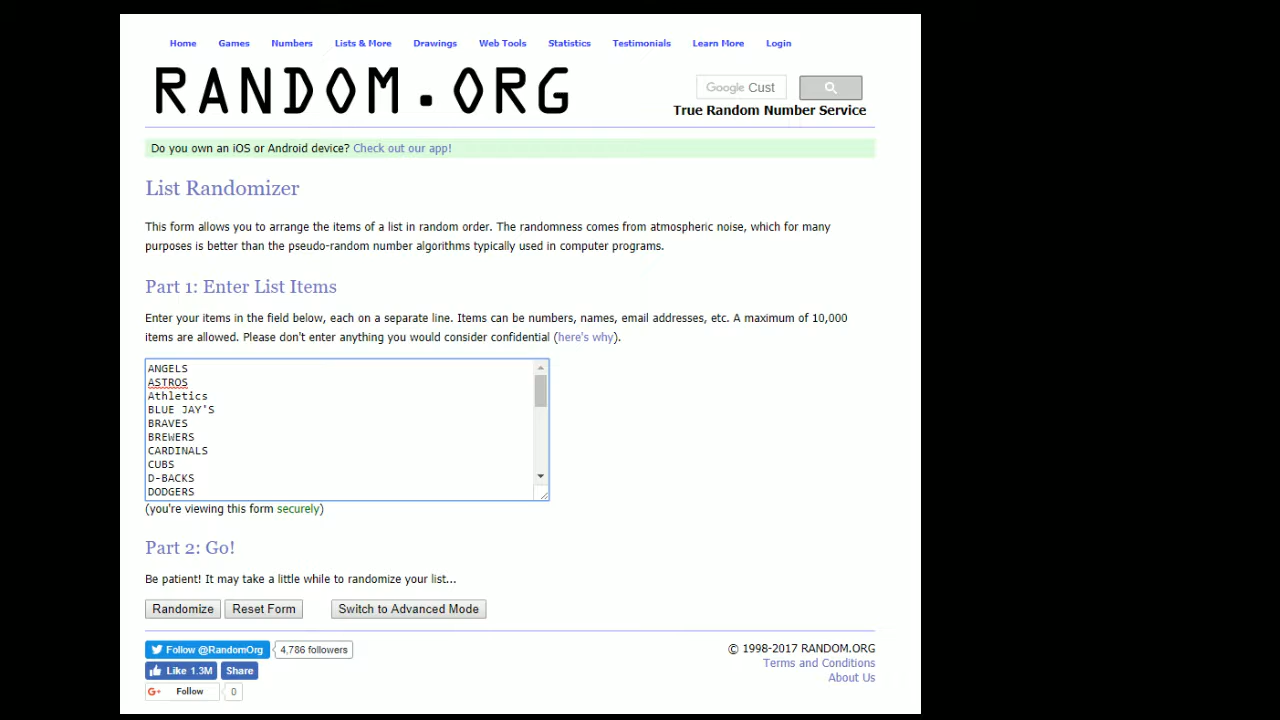 Home Games Numbers Lists & More Drawings Web Tools Statistics Testimonials Learn More Login
RANDOM.ORG
Google Cust
True Random Number Service
Do you own an iOS or Android device? Check out our app!
List Randomizer
This form allows you to arrange the items of a list in random order. The randomness comes from atmospheric noise, which for many
purposes is better than the pseudo-random number algorithms typically used in computer programs.
Part 1: Enter List Items
Enter your items in the field below, each on a separate line. Items can be numbers, names, email addresses, etc. A maximum of 10,000
items are allowed. Please don't enter anything you would consider confidential (here's why).
ANGELS
ASTROS
Athletics
BLUE JAY'S
BRAVES
BREWERS
CARDINALS
CUBS
D-BACKS
DODGERS
(you're viewing this form securely)
Part 2: Go!
Be patient! It may take a little while to randomize your list...
Randomize Reset Form Switch to Advanced Mode
Follow @RandomOrg 4,786 followers
Like 1.3M Share
G+ Follow 0
© 1998-2017 RANDOM.ORG
Terms and Conditions
About Us